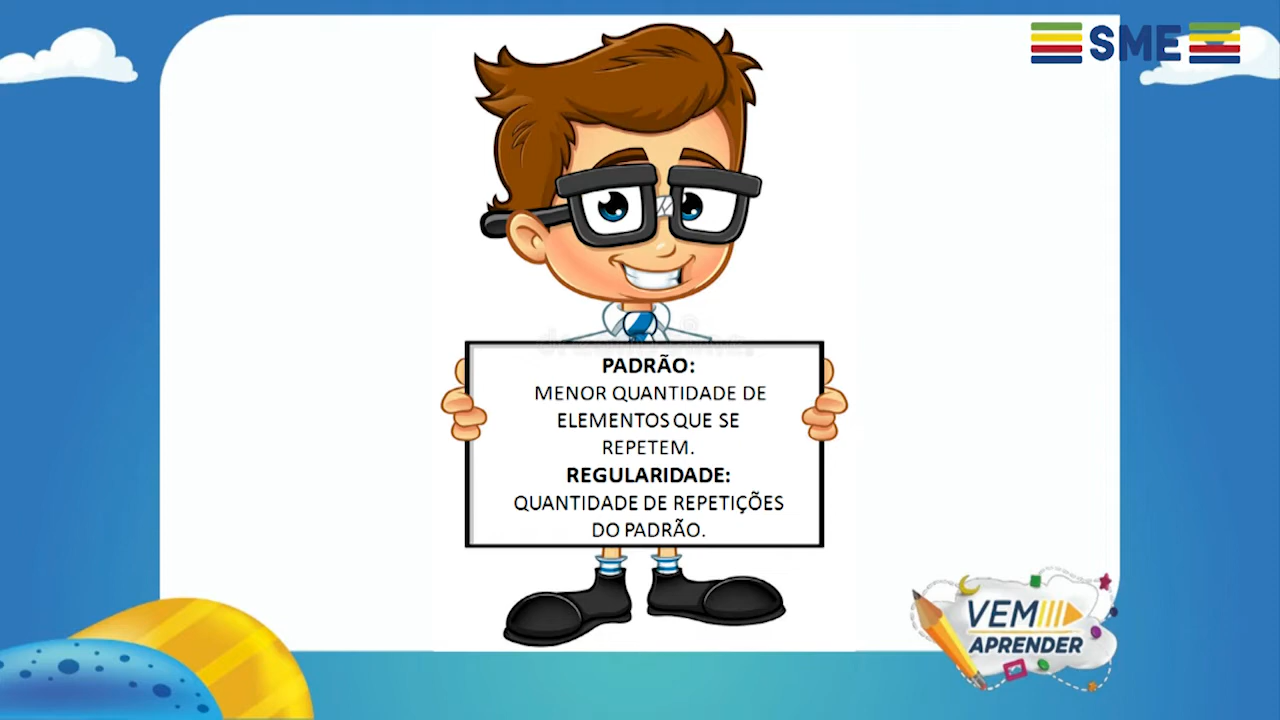 SME
PADRÃO:
MENOR QUANTIDADE DE
ELEMENTOS QUE SE
REPETEM.
REGULARIDADE:
QUANTIDADE DE REPETIÇÕES
DO PADRÃO.
VEM
APRENDER